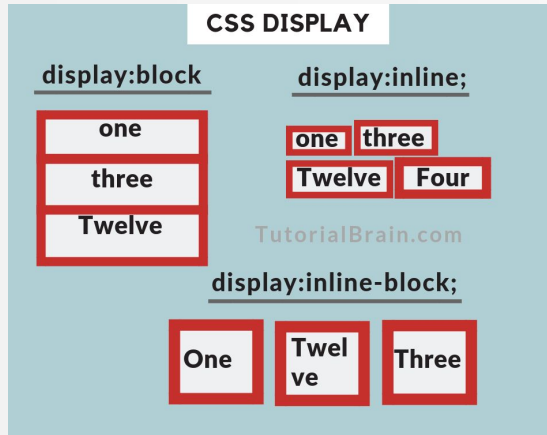 CSS DISPLAY
display:block
one
three
Twelve
display:inline;
one three
Twelve Four
TutorialBrain.com
display:inline-block;
One
Twel
ve
Three